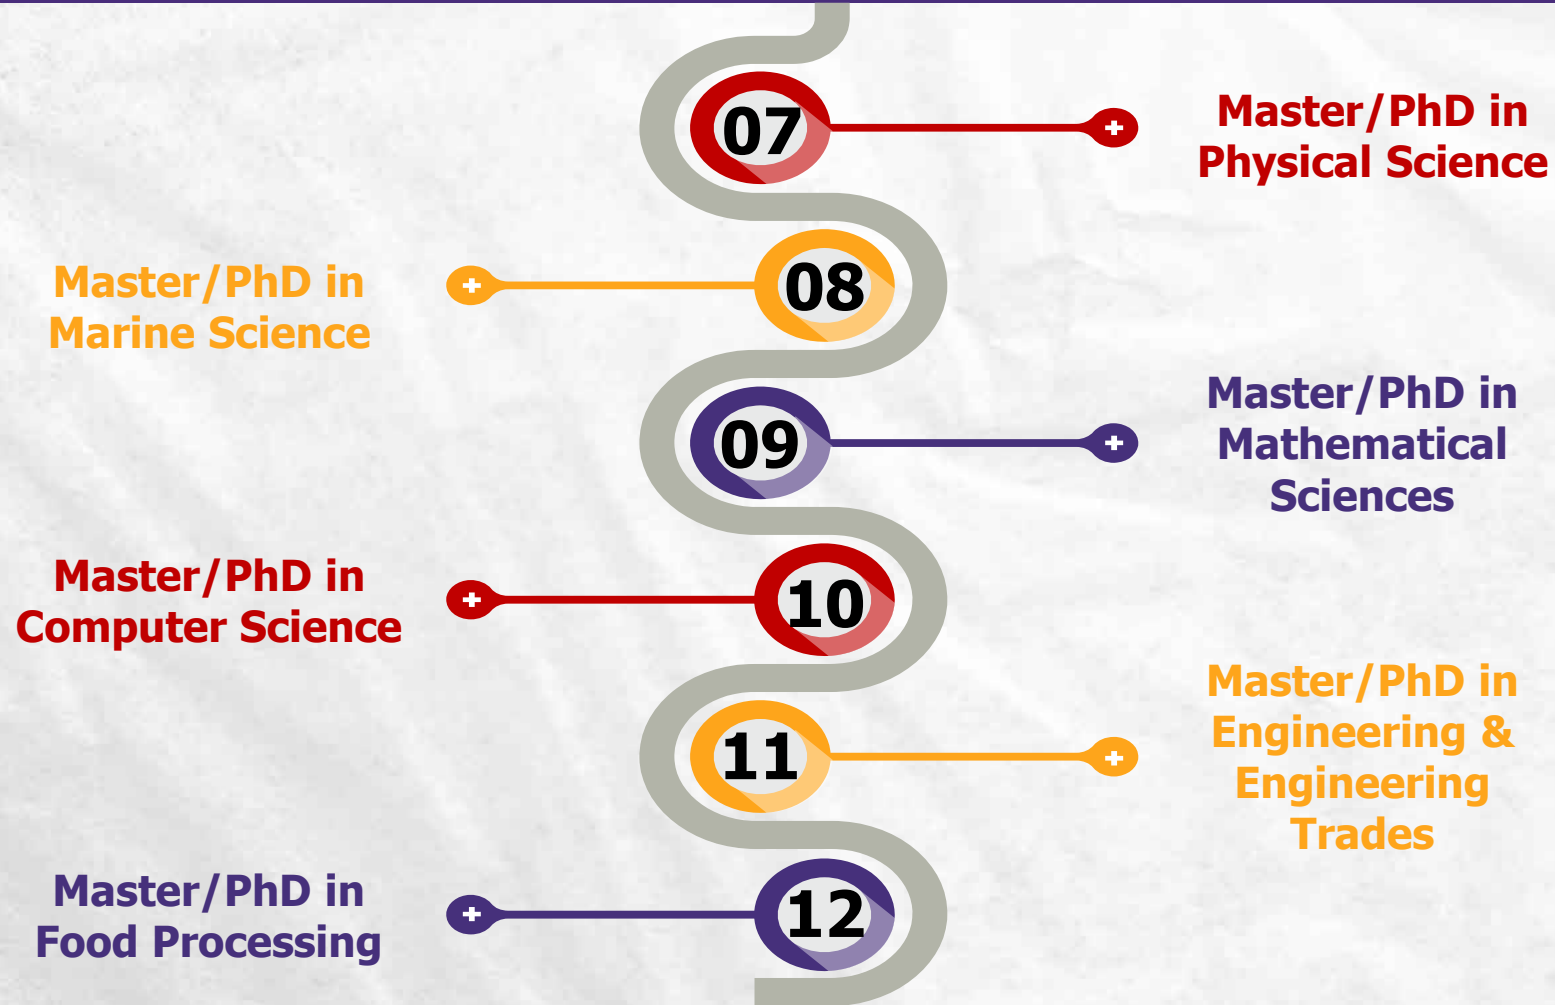 07
Master/PhD in
Physical Science
Master/PhD in
Marine Science
08
09
Master/PhD in
Mathematical
Sciences
Master/PhD in
Computer Science
10
11
Master/PhD in
Engineering &
Engineering
Trades
Master/PhD in
Food Processing
12